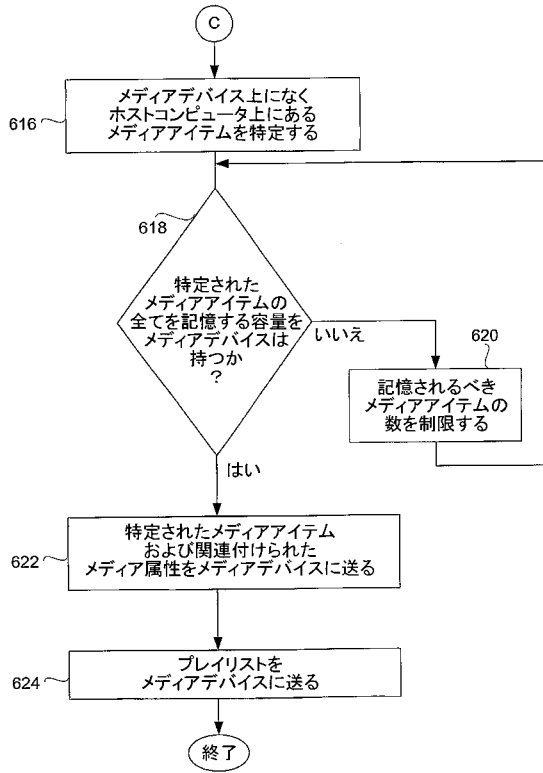 C
616
メディアデバイス上になく
ホストコンピュータ上にある
メディアアイテムを特定する
618
特定された
メディアアイテムの
全てを記憶する容量を
メディアデバイスは
持つか
?
いいえ
620
記憶されるべき
メディアアイテムの
数を制限する
はい
622
特定されたメディアアイテム
および関連付けられた
メディア属性をメディアデバイスに送る
624
プレイリストを
メディアデバイスに送る
終了